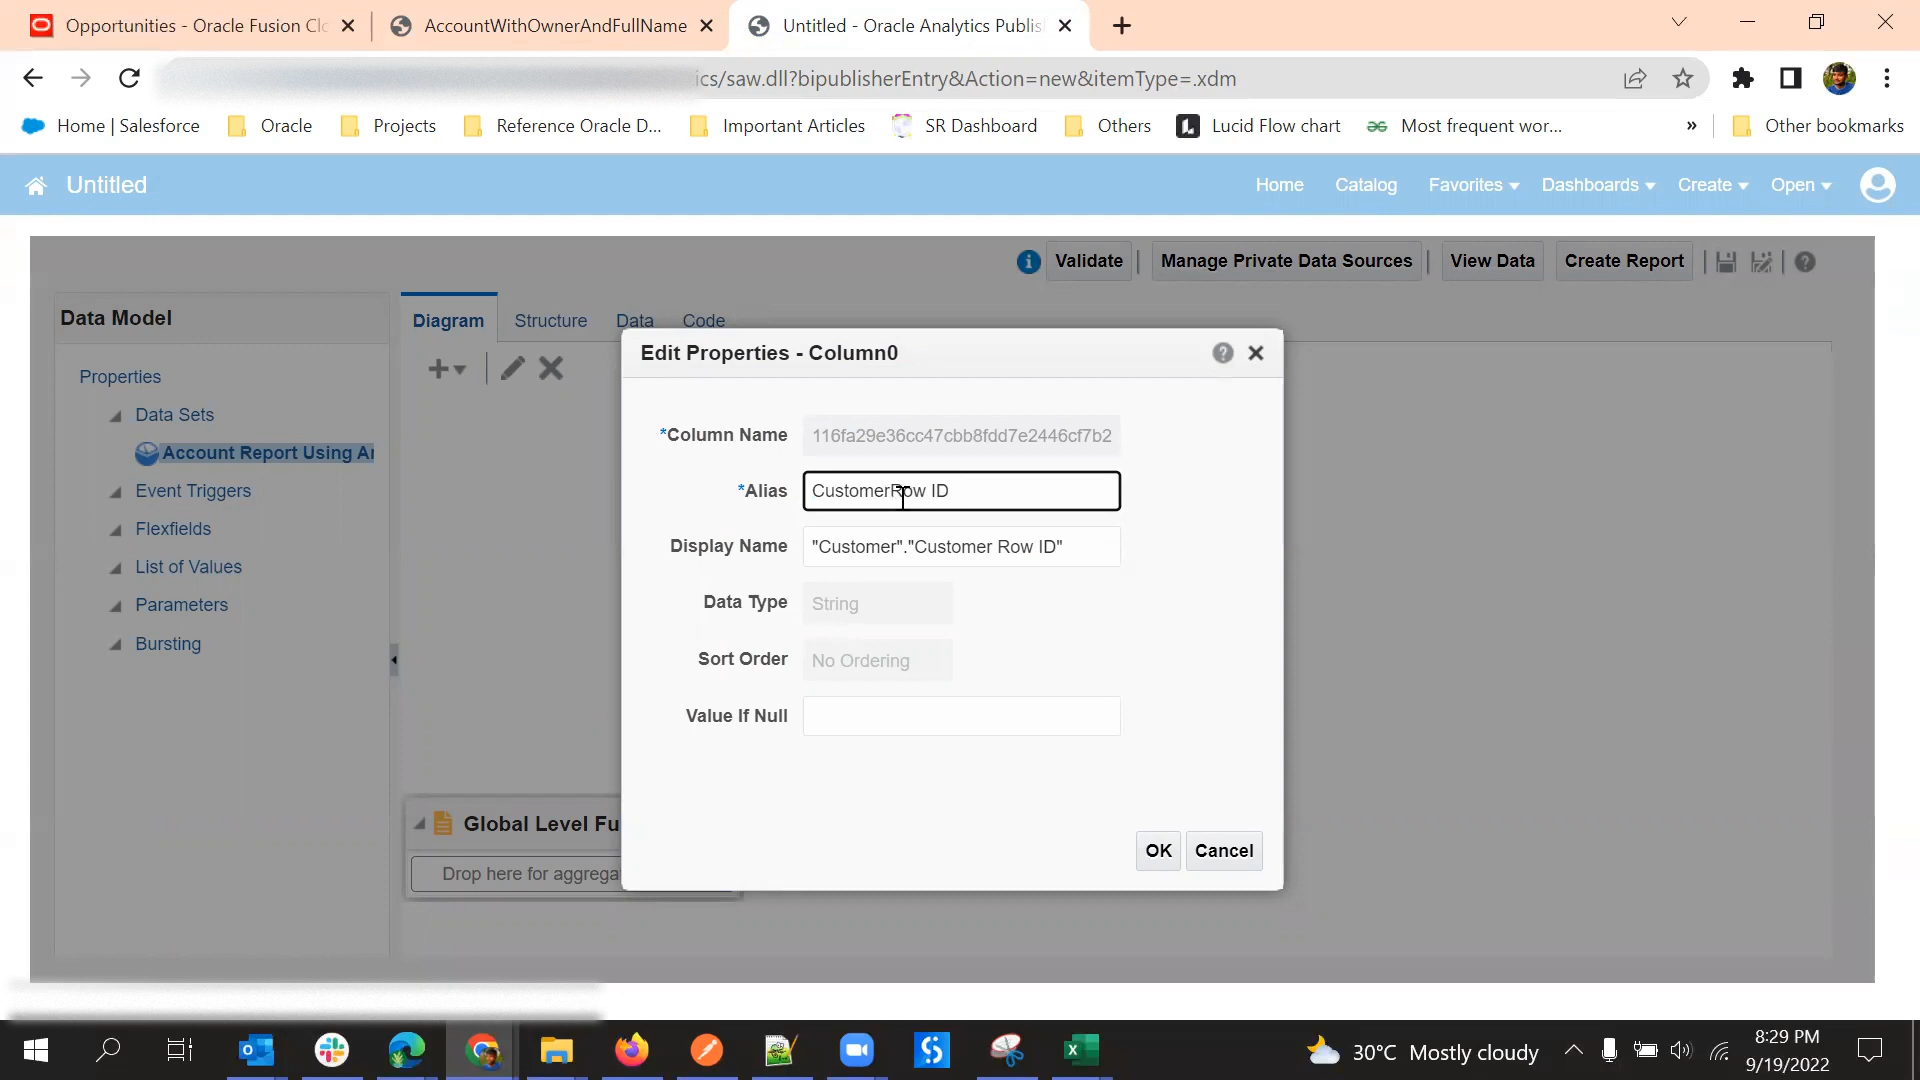 Opportunities - Oracle Fusion Clo
AccountWithOwnerAndFullName
Untitled - Oracle Analytics Publis
ics/saw.dll?bipublisherEntry&Action=new&itemType=.xdm
Home | Salesforce
Oracle
Projects
Reference Oracle D...
Important Articles
SR Dashboard
Others
Lucid Flow chart
Most frequent wor...
»
Other bookmarks
Untitled
Home
Catalog
Favorites
Dashboards
Create
Open
Validate
Manage Private Data Sources
View Data
Create Report
Data Model
Diagram
Structure
Data
Code
Properties
Data Sets
Account Report Using An
Event Triggers
Flexfields
List of Values
Parameters
Bursting
Global Level Fu
Drop here for aggrega
Edit Properties - Column0
*Column Name 116fa29e36cc47cbb8fdd7e2446cf7b2
*Alias CustomerRow ID
Display Name "Customer"."Customer Row ID"
Data Type String
Sort Order No Ordering
Value If Null
OK
Cancel
30°C Mostly cloudy
8:29 PM
9/19/2022